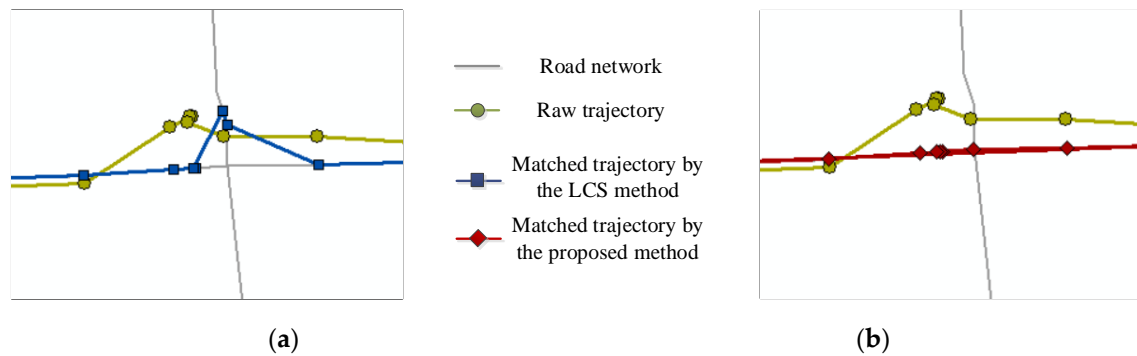 Road network
Raw trajectory
Matched trajectory by
the LCS method
Matched trajectory by
the proposed method
(a)
(b)